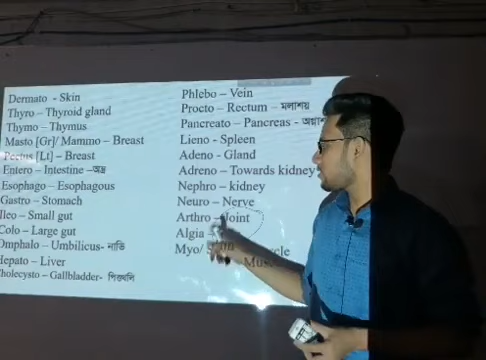 Dermato - Skin
Thyro – Thyroid gland
Thymo – Thymus
Masto [Gr]/ Mammo – Breast
Pectus [Lt] – Breast
Entero – Intestine –অন্ত্র
Esophago – Esophagous
Gastro – Stomach
Ileo – Small gut
Colo – Large gut
Omphalo – Umbilicus- নাভি
Hepato – Liver
Cholecysto – Gallbladder- পিত্তথলি
Phlebo – Vein
Procto – Rectum – মলাশয়
Pancreato – Pancreas -
Lieno - Spleen
Adeno - Gland
Adreno – Towards kidney
Nephro – kidney
Neuro – Nerve
Arthro – Joint
Algia –
Myo/